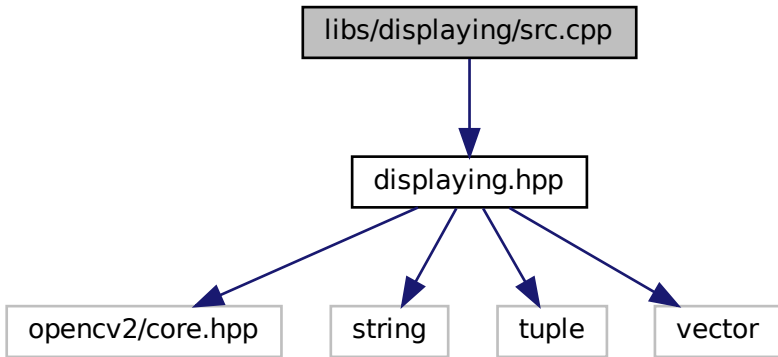 libs/displaying/src.cpp
displaying.hpp
opencv2/core.hpp
string
tuple
vector